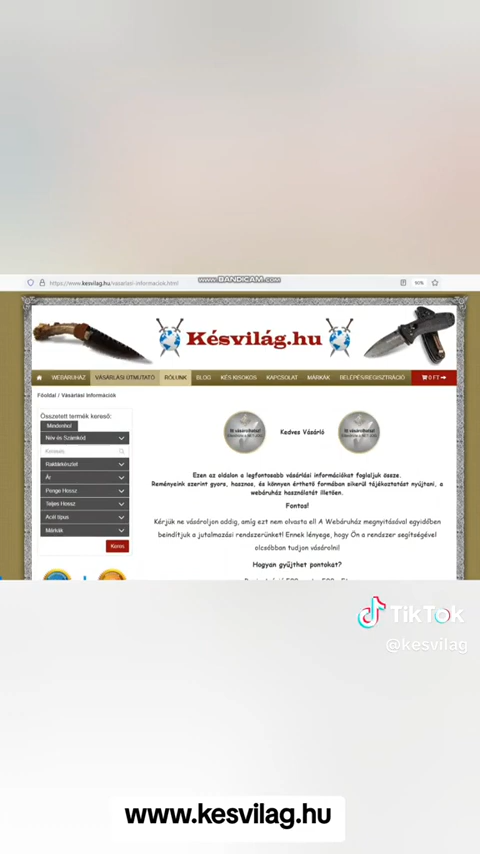 www.BANDICAM.com
https://www.kesvilag.hu/vasarlasi-informaciok.html
90%
Késvilág.hu
WEBÁRUHÁZ VÁSÁRLÁSI ÚTMUTATÓ RÓLUNK BLOG KÉS KISOKOS KAPCSOLAT MÁRKÁK BELÉPÉS/REGISZTRÁCIÓ 0 FT
Főoldal / Vásárlási Információk
Összetett termék kereső:
Mindenhol
Név és Számkód
Keresés
Raktárkészlet
Ár
Penge Hossz
Teljes Hossz
Acél típus
Márkák
Keres
Kedves Vásárló
Ezen az oldalon a legfontosabb vásárlási információkat foglaljuk össze.
Reményeink szerint gyors, hasznos, és könnyen érthető formában sikerül tájékoztatást nyújtani, a
webáruház használatát illetően.
Fontos!
Kérjük ne vásároljon addig, amíg ezt nem olvasta el! A Webáruház megnyitásával egyidőben
beindítjuk a jutalmazási rendszerünket! Ennek lényege, hogy Ön a rendszer segítségével
olcsóbban tudjon vásárolni!
Hogyan gyűjthet pontokat?
TikTok
@kesvilag
www.kesvilag.hu